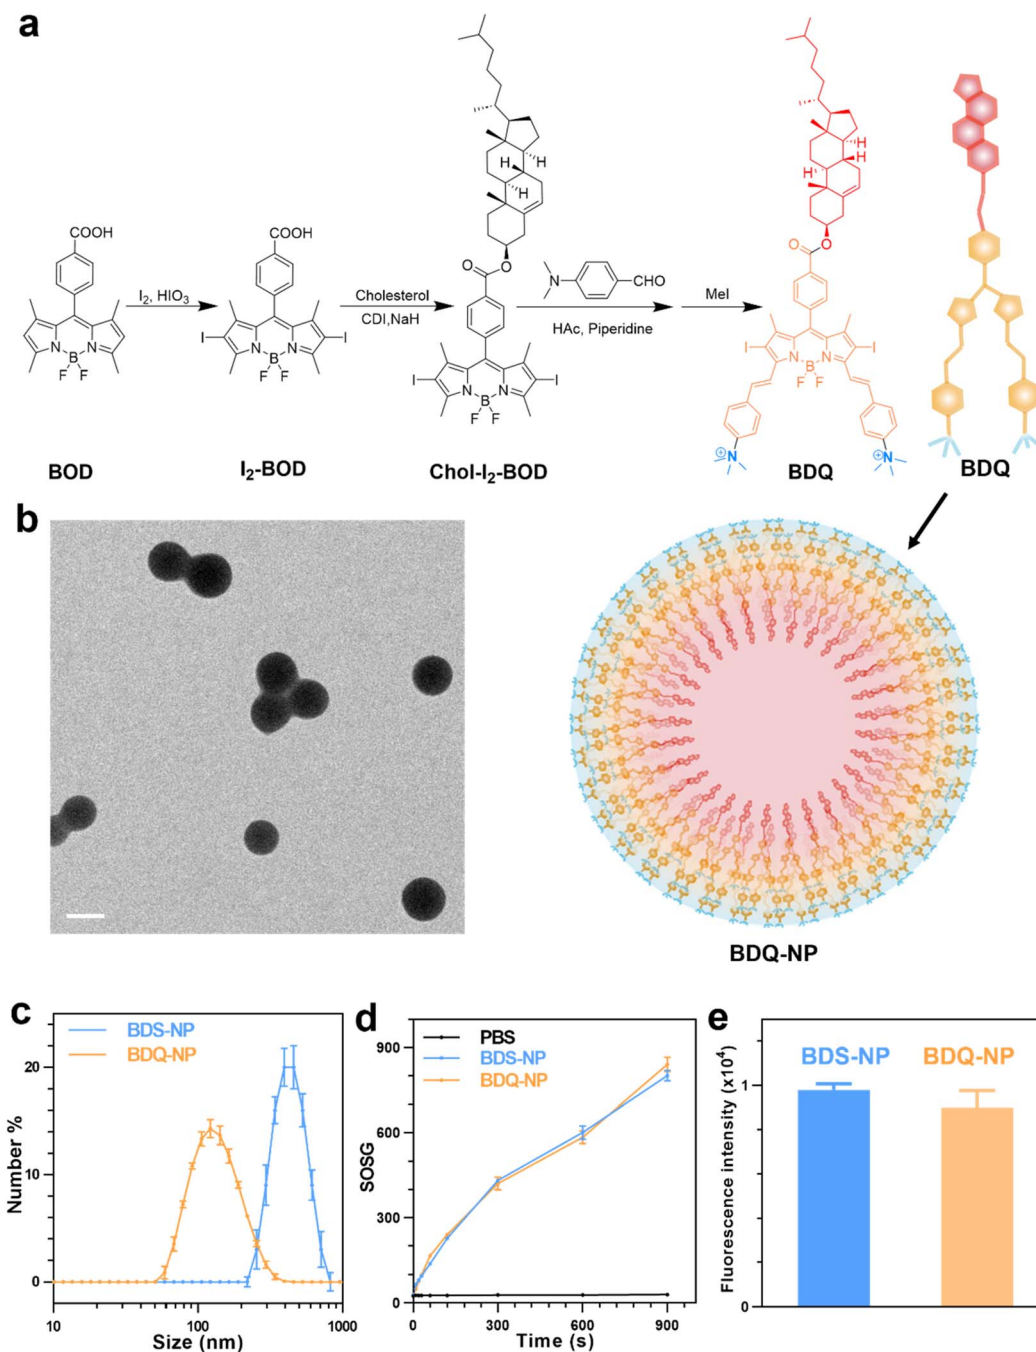 a
COOH
I₂, HIO₃
COOH
I
I
N
N
B
F
F
BOD
N
N
B
F
F
I₂-BOD
Cholesterol
CDI,NaH
H
H
H
O
O
I
I
N
N
B
F
F
Chol-I₂-BOD
N
CHO
HAc, Piperidine
MeI
H
H
H
O
O
I
I
N
N
B
F
F
⊕
N
N
⊕
BDQ
BDQ
b
BDQ-NP
c
BDS-NP
BDQ-NP
Number %
20
10
0
10
100
1000
Size (nm)
d
PBS
BDS-NP
BDQ-NP
SOSG
900
600
300
0
0
300
600
900
Time (s)
e
BDS-NP
BDQ-NP
Fluorescence intensity (x10⁴)
1
0